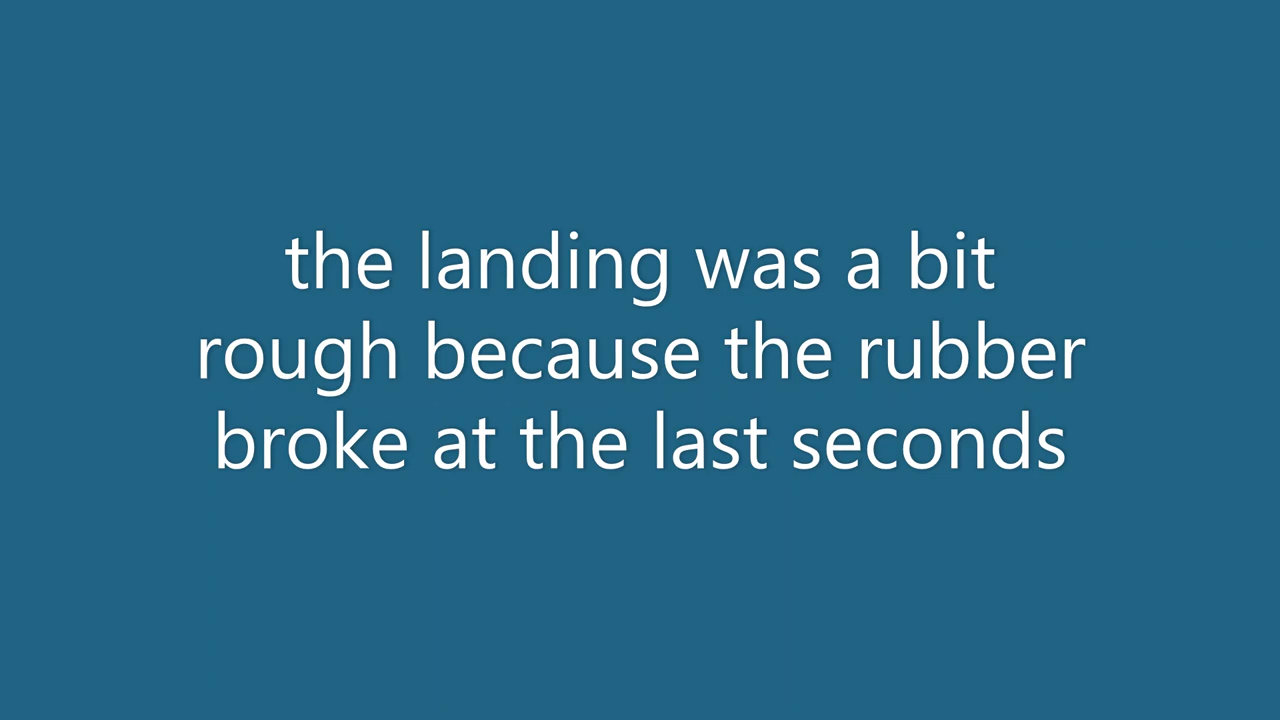 the landing was a bit
rough because the rubber
broke at the last seconds